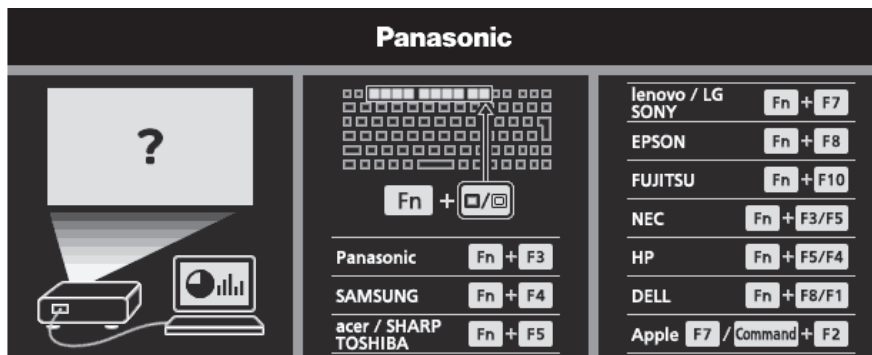 Panasonic
?
Fn + □/回
Panasonic Fn + F3
SAMSUNG Fn + F4
acer / SHARP
TOSHIBA Fn + F5
lenovo / LG
SONY Fn + F7
EPSON Fn + F8
FUJITSU Fn + F10
NEC Fn + F3/F5
HP Fn + F5/F4
DELL Fn + F8/F1
Apple F7 / Command + F2